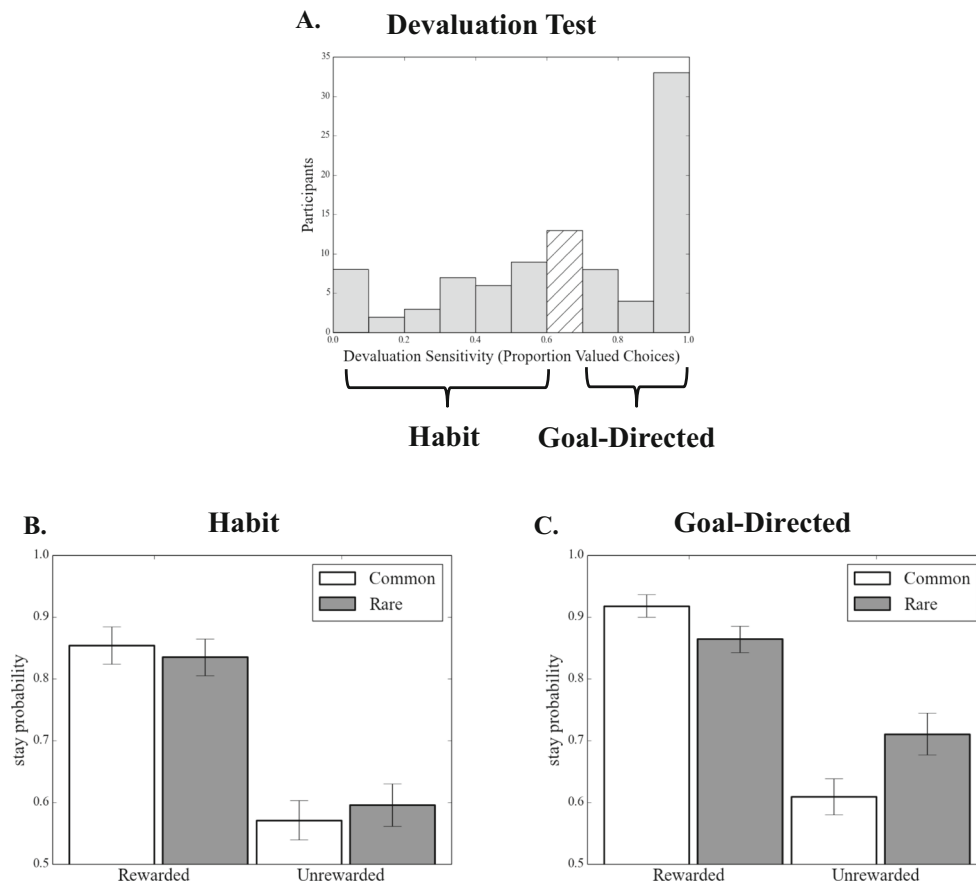 A. Devaluation Test
35
30
25
20
15
10
5
0
Participants
0.0 0.2 0.4 0.6 0.8 1.0
Devaluation Sensitivity (Proportion Valued Choices)
Habit Goal-Directed
B. Habit
1.0
0.9
0.8
0.7
0.6
0.5
stay probability
Common
Rare
Rewarded Unrewarded
C. Goal-Directed
1.0
0.9
0.8
0.7
0.6
0.5
stay probability
Common
Rare
Rewarded Unrewarded